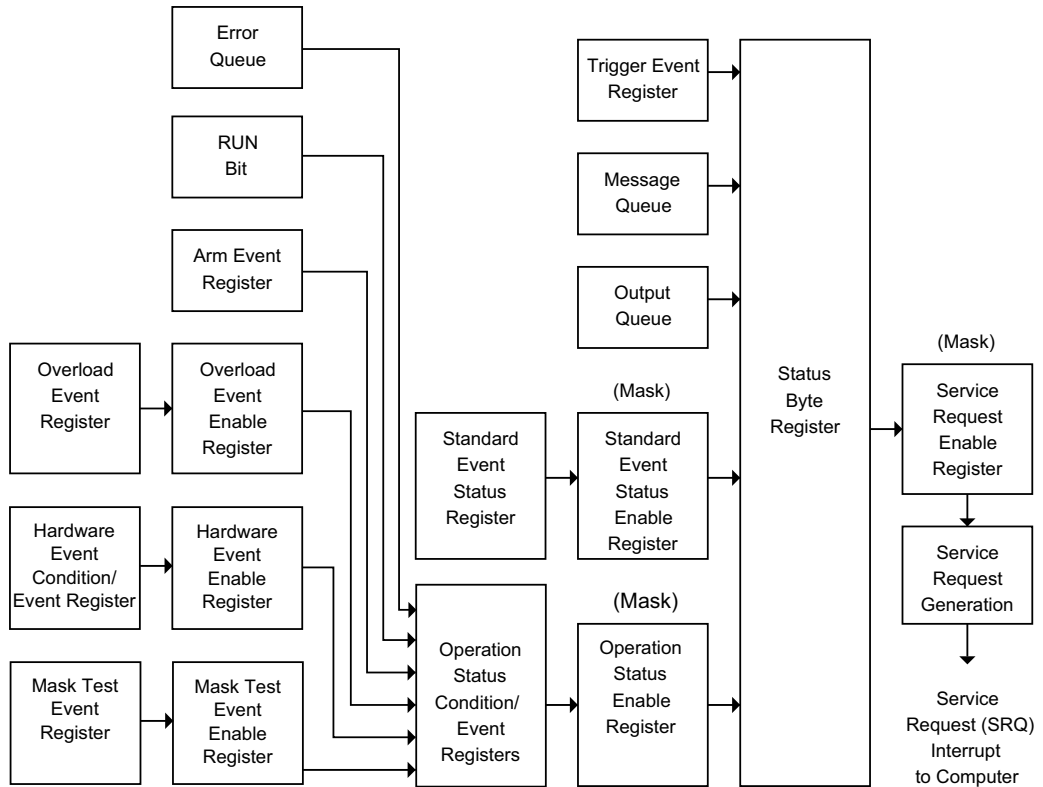 Error
Queue
RUN
Bit
Arm Event
Register
Overload
Event
Register
Overload
Event
Enable
Register
Hardware
Event
Condition/
Event Register
Hardware
Event
Enable
Register
Mask Test
Event
Register
Mask Test
Event
Enable
Register
Standard
Event
Status
Register
Operation
Status
Condition/
Event
Registers
Trigger Event
Register
Message
Queue
Output
Queue
(Mask)
Standard
Event
Status
Enable
Register
(Mask)
Operation
Status
Enable
Register
Status
Byte
Register
(Mask)
Service
Request
Enable
Register
Service
Request
Generation
Service
Request (SRQ)
Interrupt
to Computer